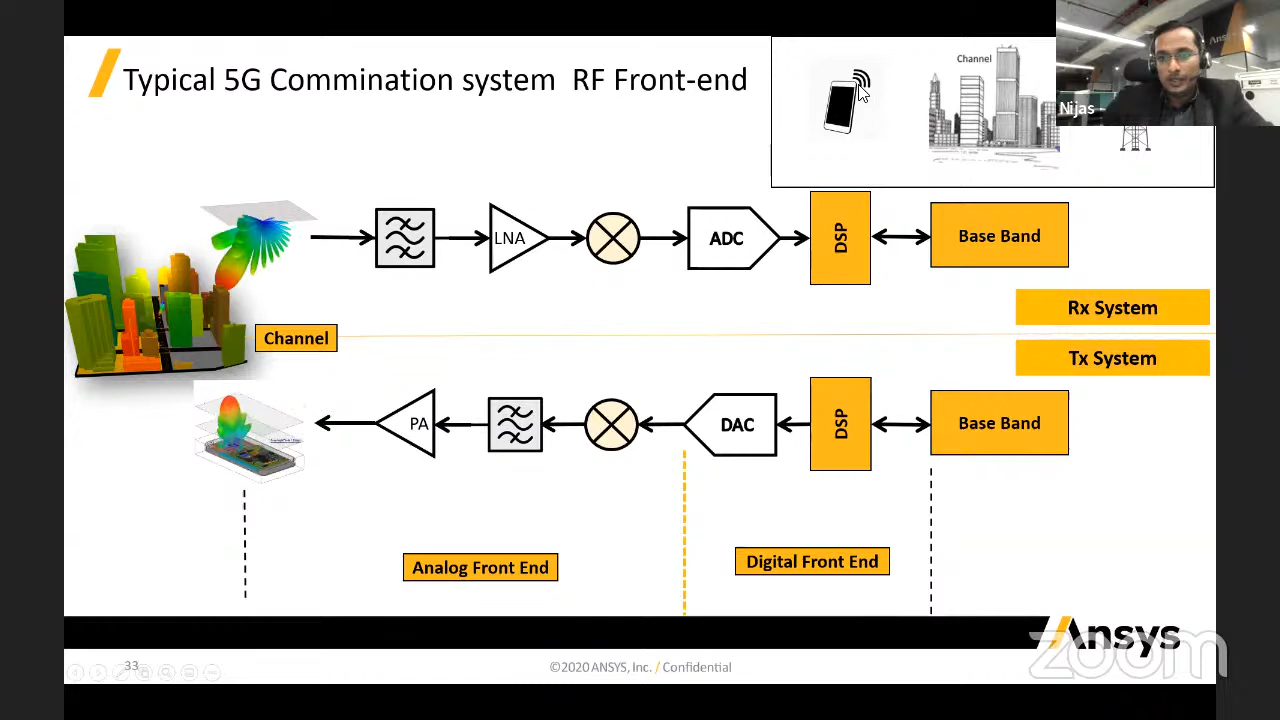 Typical 5G Commination system RF Front-end
Channel
Ansys
Nijas
LNA
ADC
DSP
Base Band
Rx System
Channel
Tx System
PA
DAC
DSP
Base Band
Analog Front End
Digital Front End
Ansys
zoom
33
©2020 ANSYS, Inc. / Confidential